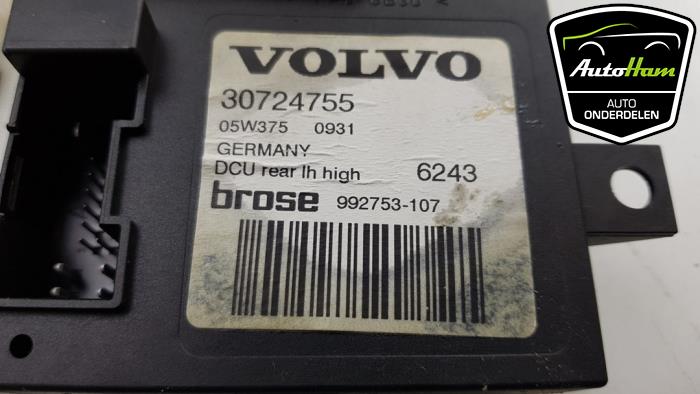 VOLVO
30724755
05W375 0931
GERMANY
DCU rear lh high 6243
brose 992753-107
AutoHam
AUTO
ONDERDELEN